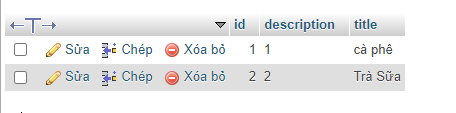 id description title
Sửa Chép Xóa bỏ 1 1 cà phê
Sửa Chép Xóa bỏ 2 2 Trà Sữa